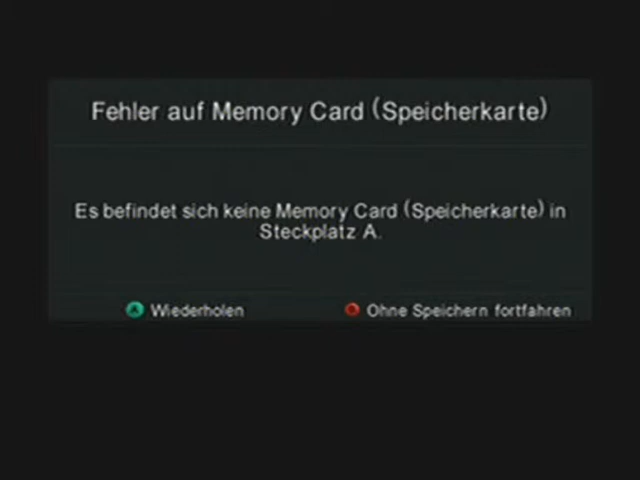 Fehler auf Memory Card (Speicherkarte)
Es befindet sich keine Memory Card (Speicherkarte) in
Steckplatz A.
A Wiederholen
Ohne Speichern fortfahren